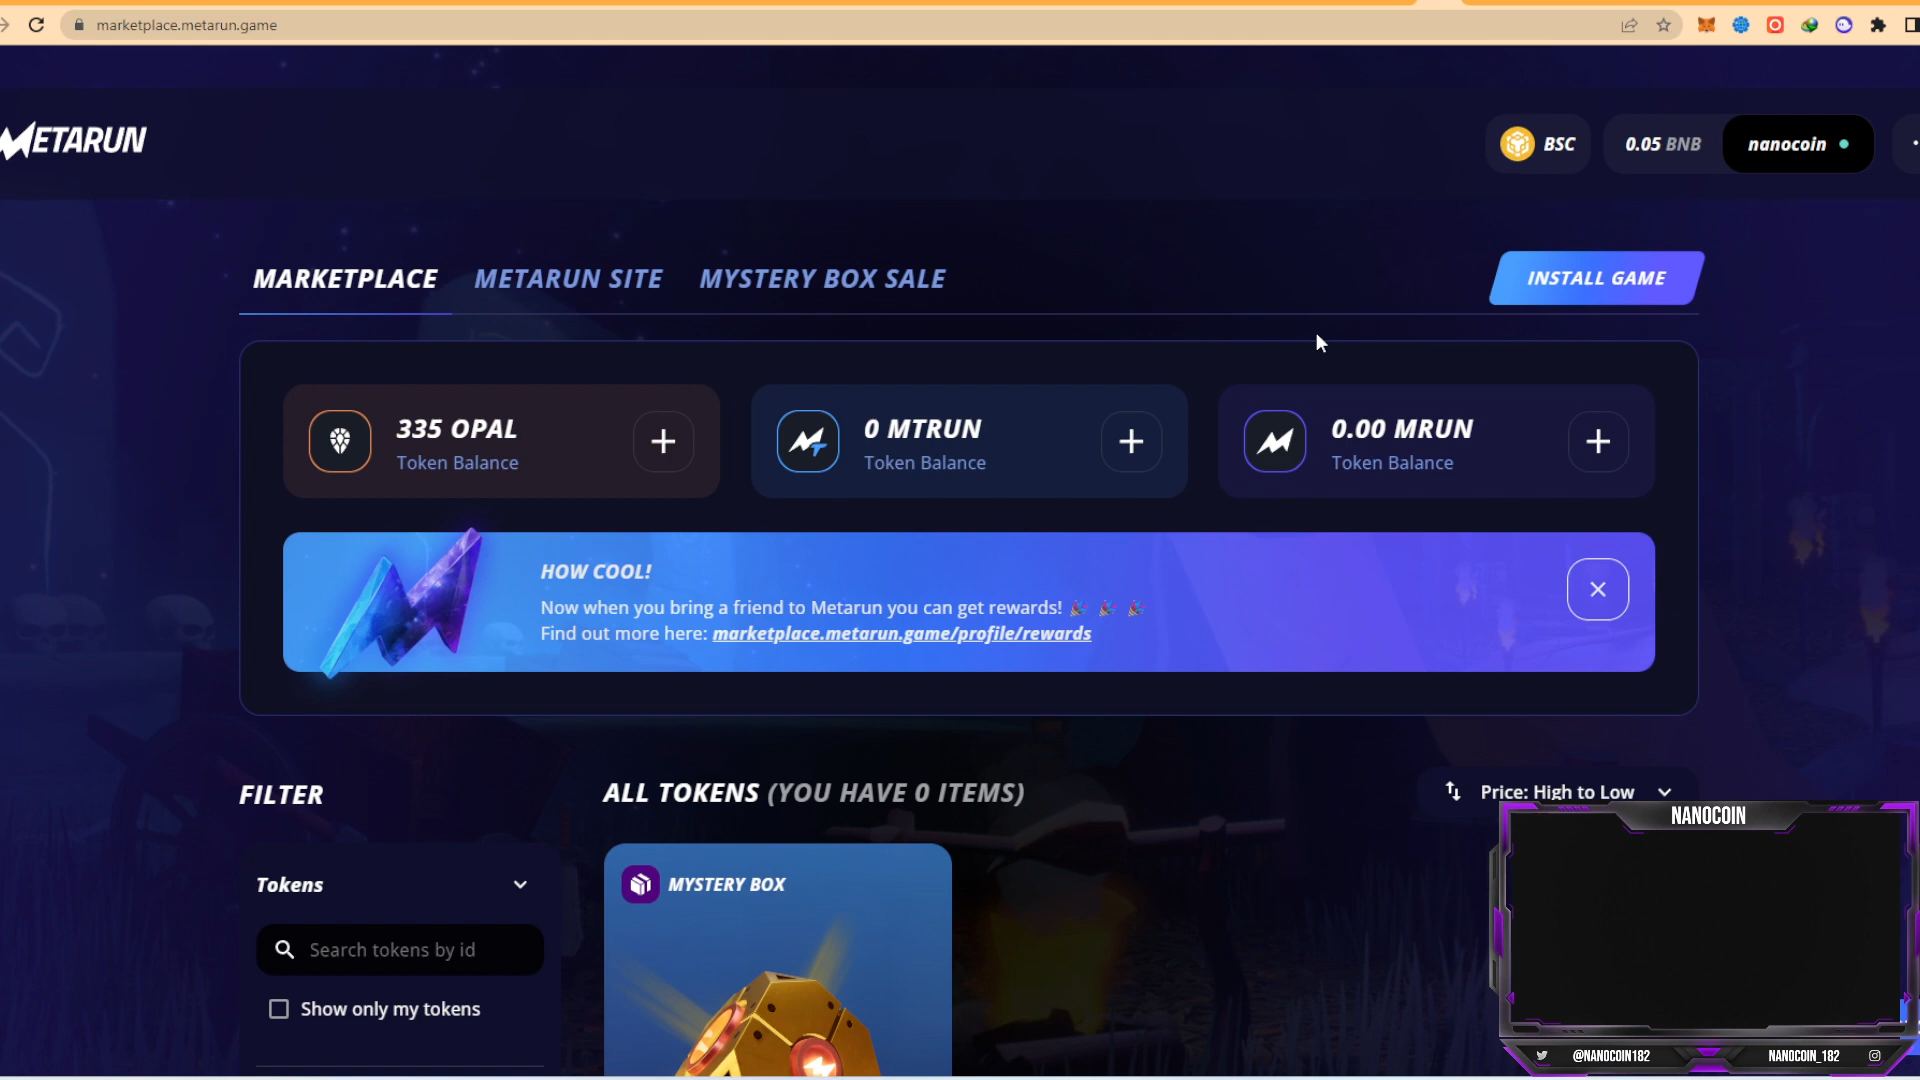 marketplace.metarun.game
METARUN
BSC
0.05 BNB
nanocoin
MARKETPLACE
METARUN SITE
MYSTERY BOX SALE
INSTALL GAME
335 OPAL
Token Balance
0 MTRUN
Token Balance
0.00 MRUN
Token Balance
HOW COOL!
Now when you bring a friend to Metarun you can get rewards! 🎉 🎉 🎉
Find out more here: marketplace.metarun.game/profile/rewards
FILTER
ALL TOKENS (YOU HAVE 0 ITEMS)
Price: High to Low
Tokens
MYSTERY BOX
Search tokens by id
Show only my tokens
NANOCOIN
@NANOCOIN182
NANOCOIN_182